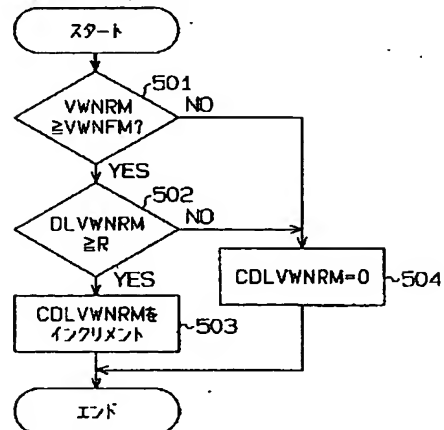 スタート
501
VWNRM
≧VWNFM?
NO
YES
502
DLVWNRM
≧R
NO
YES
CDLVWNRMを
インクリメント
503
CDLVWNRM=0
504
エンド